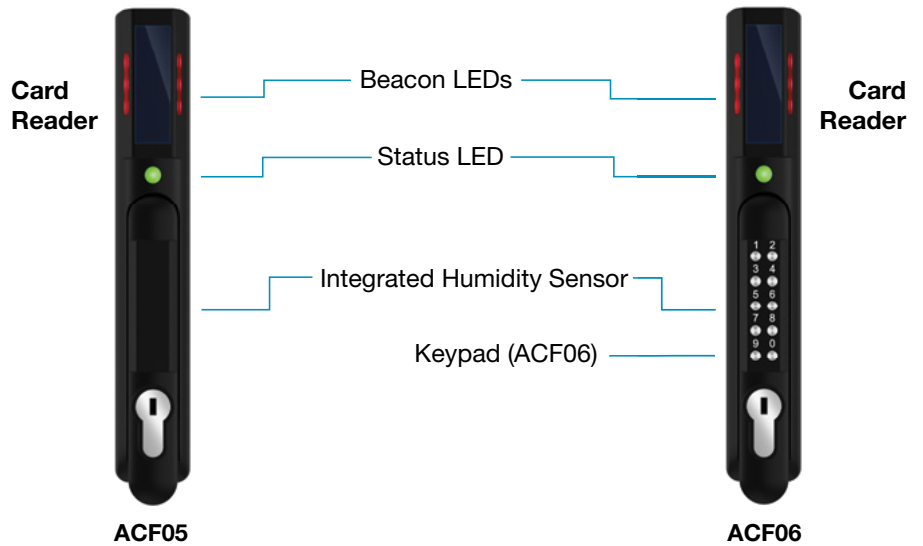 Card
Reader
Beacon LEDs
Card
Reader
Status LED
Integrated Humidity Sensor
Keypad (ACF06)
1 2
3 4
5 6
7 8
9 0
ACF05
ACF06